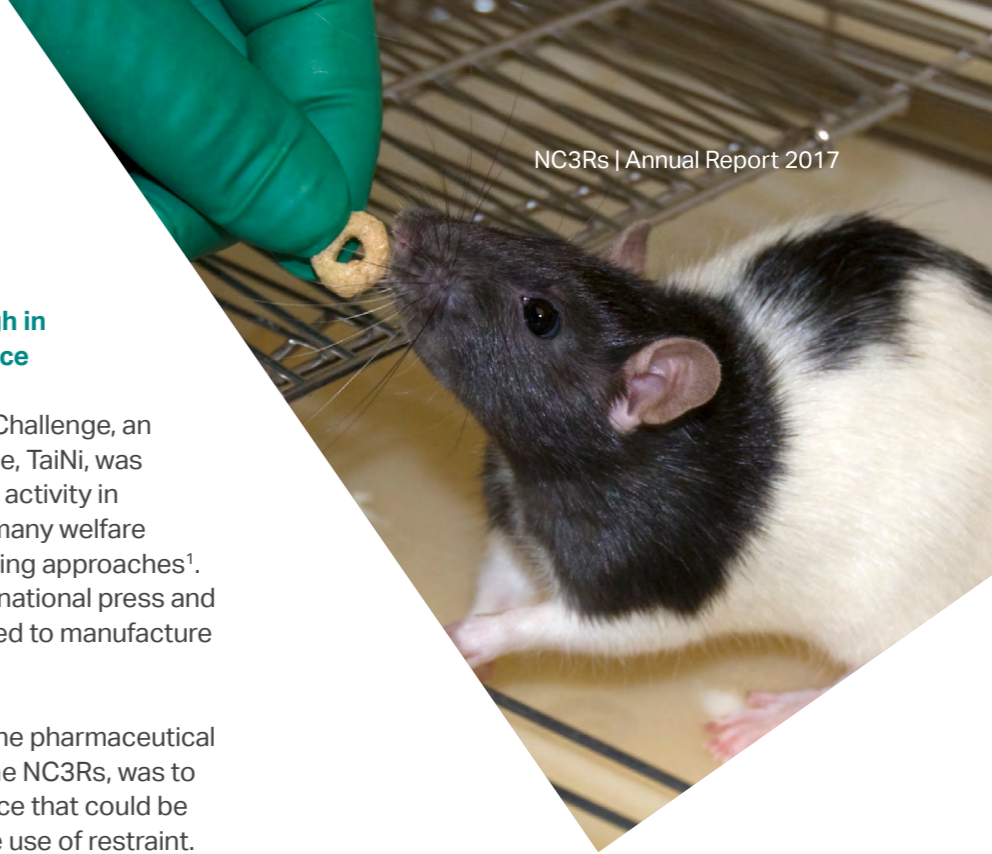 NC3Rs | Annual Report 2017
gh in
ce
Challenge, an
e, TaiNi, was
activity in
many welfare
ing approaches¹.
national press and
ed to manufacture
he pharmaceutical
e NC3Rs, was to
ce that could be
e use of restraint.